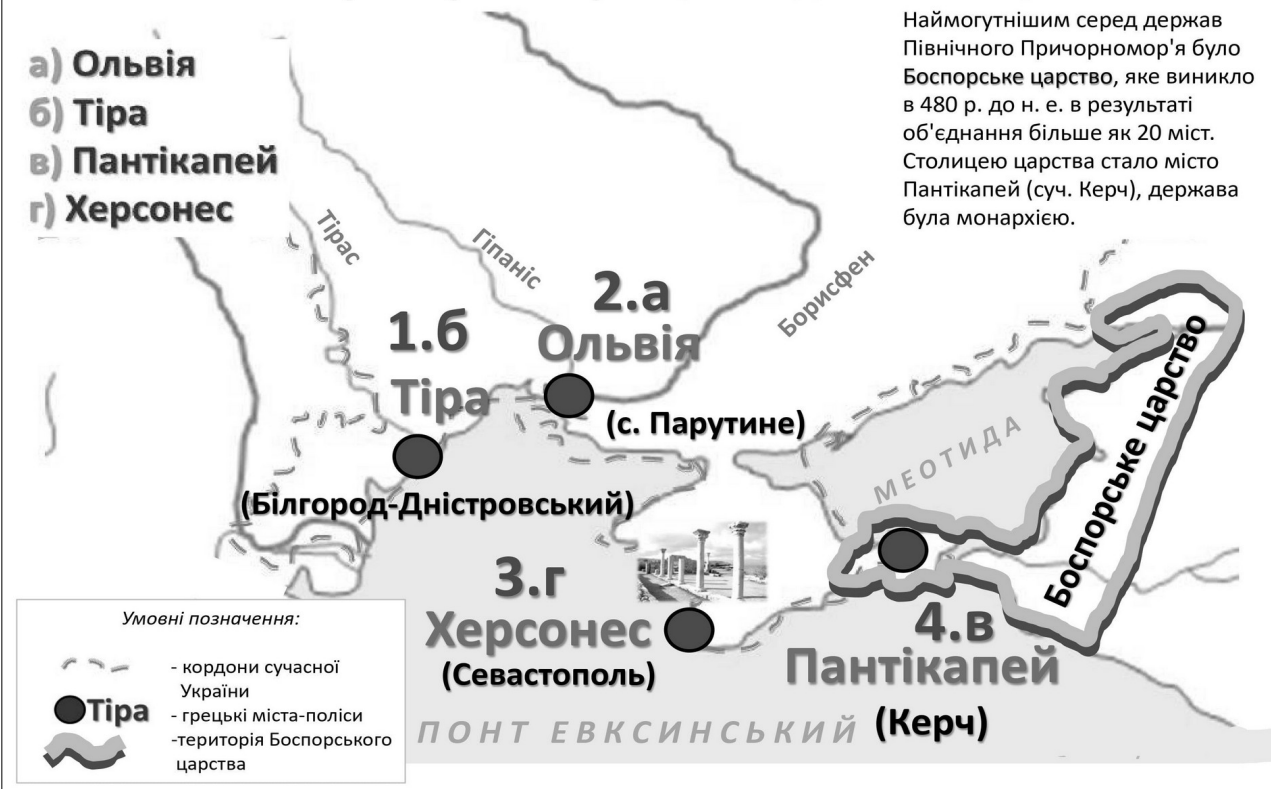 а) Ольвія
б) Тіра
в) Пантікапей
г) Херсонес
Наймогутнішим серед держав
Північного Причорномор'я було
Боспорське царство, яке виникло
в 480 р. до н. е. в результаті
об'єднання більше як 20 міст.
Столицею царства стало місто
Пантікапей (суч. Керч), держава
була монархією.
Тірас
Гіпаніс
Борисфен
1.б
Тіра
(Білгород-Дністровський)
2.а
Ольвія
(с. Парутине)
МЕОТИДА
Боспорське царство
3.г
Херсонес
(Севастополь)
4.в
Пантікапей
(Керч)
ПОНТ ЕВКСИНСЬКИЙ
Умовні позначення:
- кордони сучасної
України
Тіра - грецькі міста-поліси
-територія Боспорського
царства